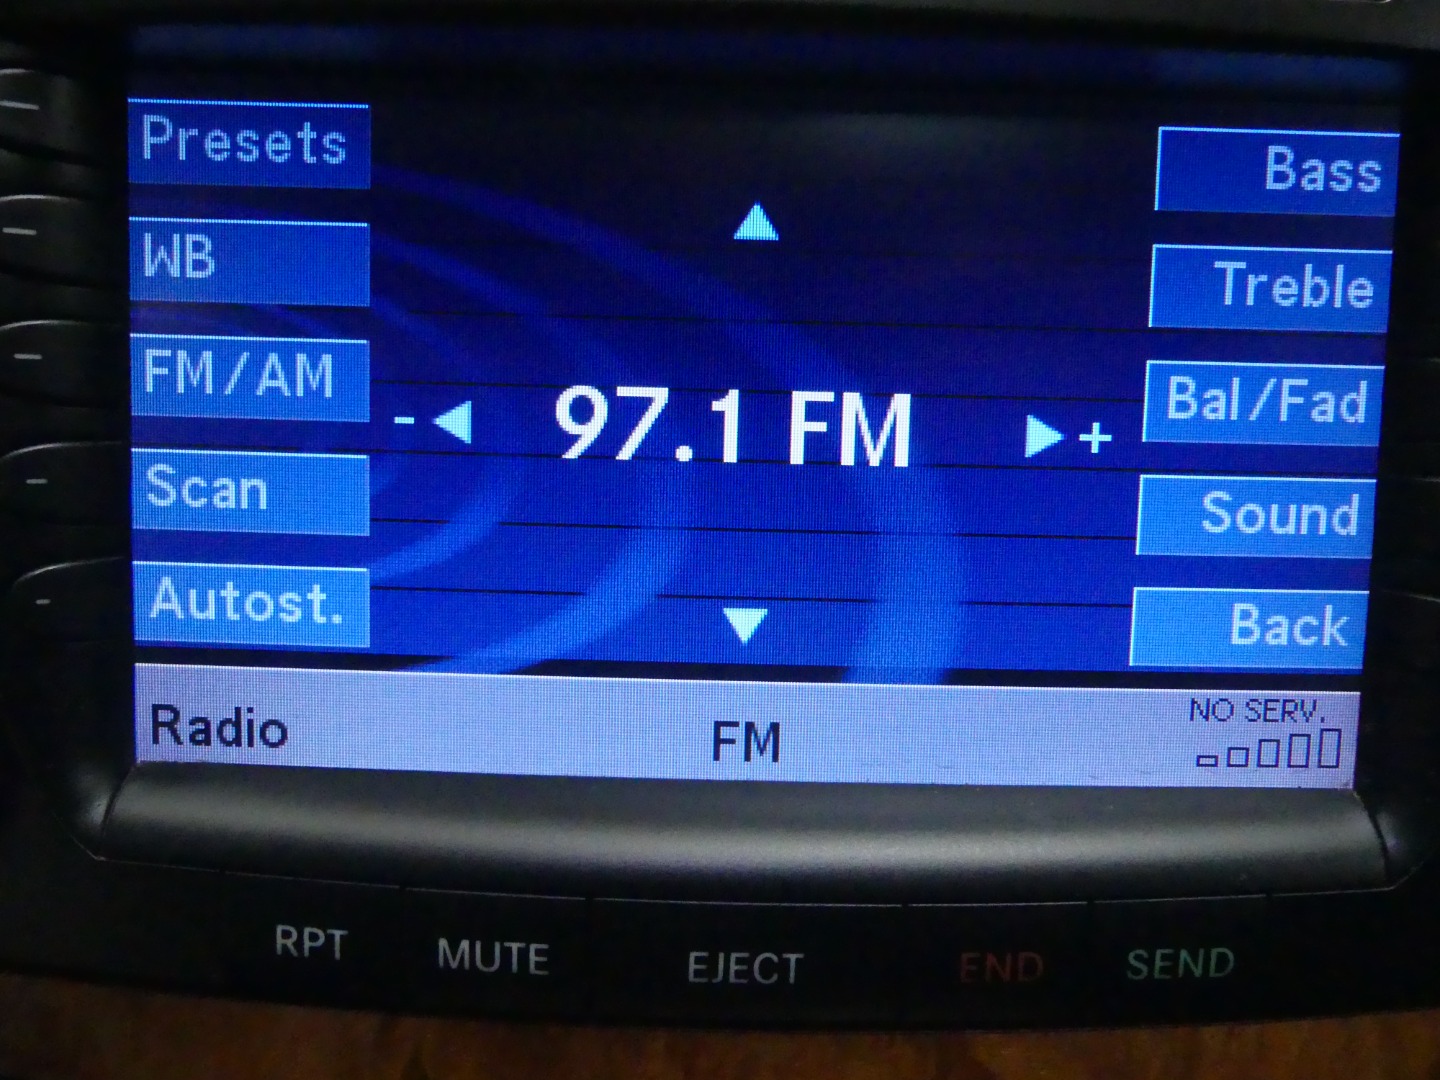 Presets
Bass
WB
Treble
FM/AM
Bal/Fad
- 97.1 FM +
Scan
Sound
Autost.
Back
Radio
FM
NO SERV.
RPT
MUTE
EJECT
END
SEND